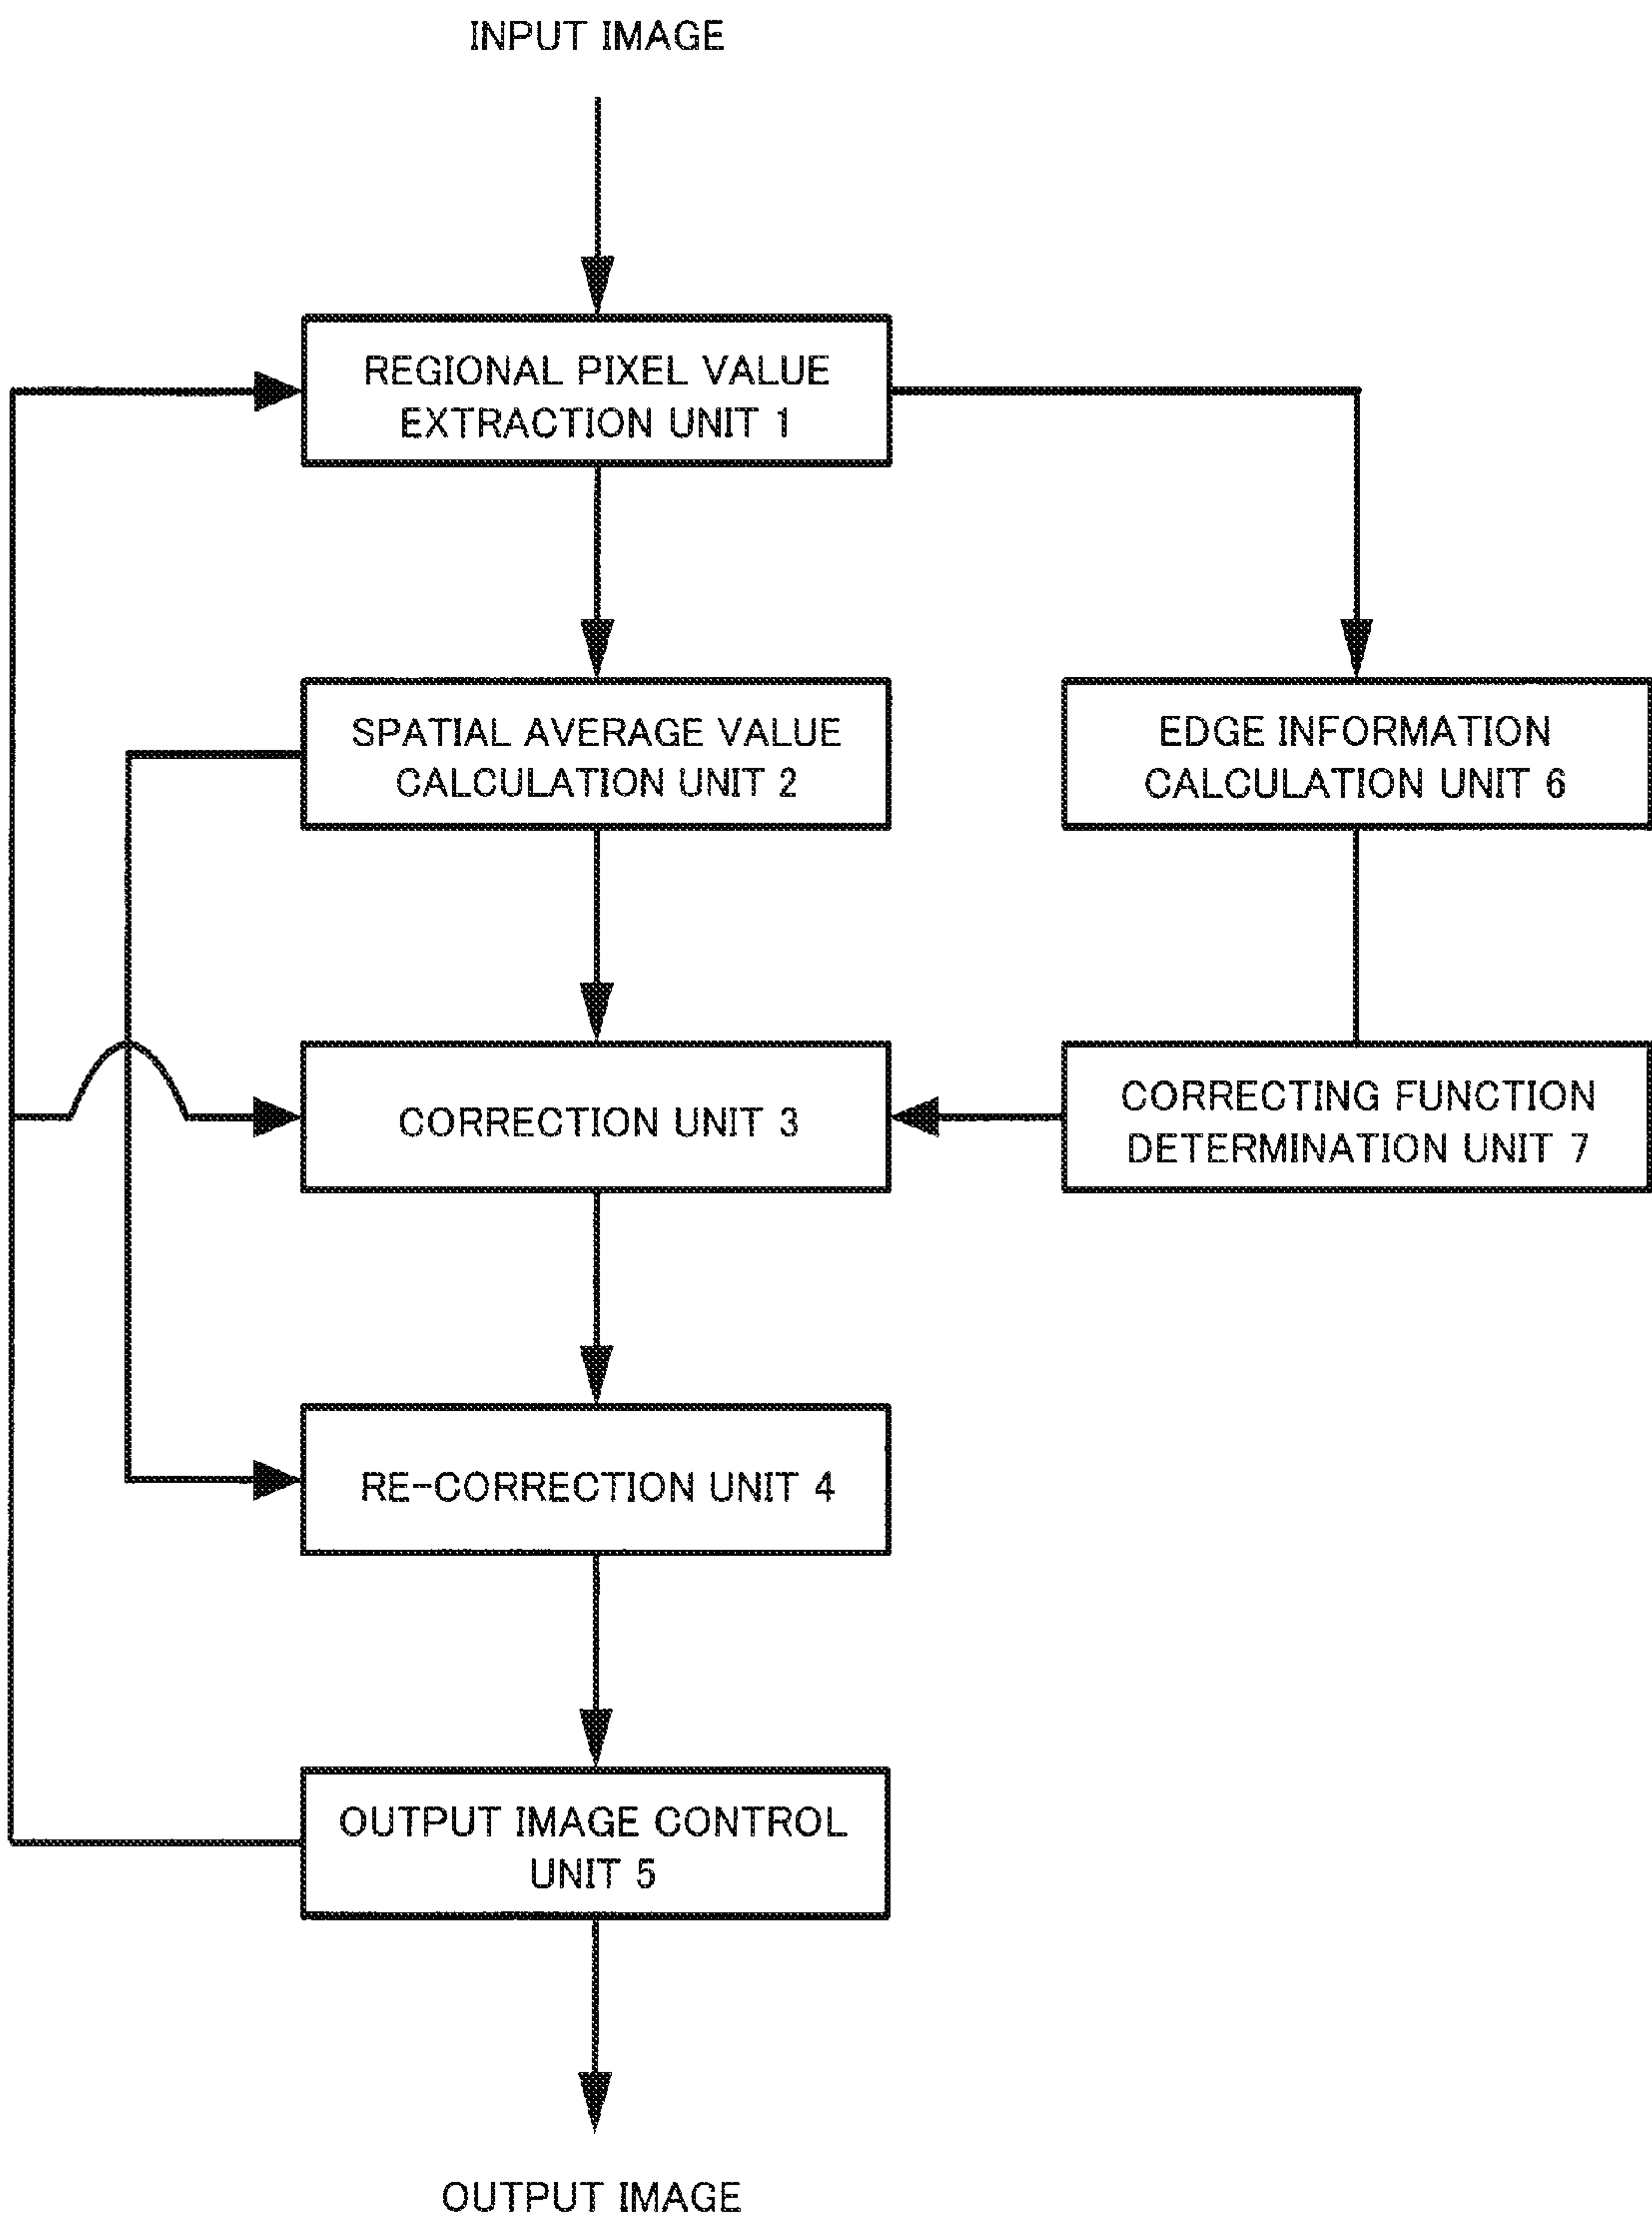 INPUT IMAGE
REGIONAL PIXEL VALUE
EXTRACTION UNIT 1
SPATIAL AVERAGE VALUE
CALCULATION UNIT 2
EDGE INFORMATION
CALCULATION UNIT 6
CORRECTION UNIT 3
CORRECTING FUNCTION
DETERMINATION UNIT 7
RE-CORRECTION UNIT 4
OUTPUT IMAGE CONTROL
UNIT 5
OUTPUT IMAGE